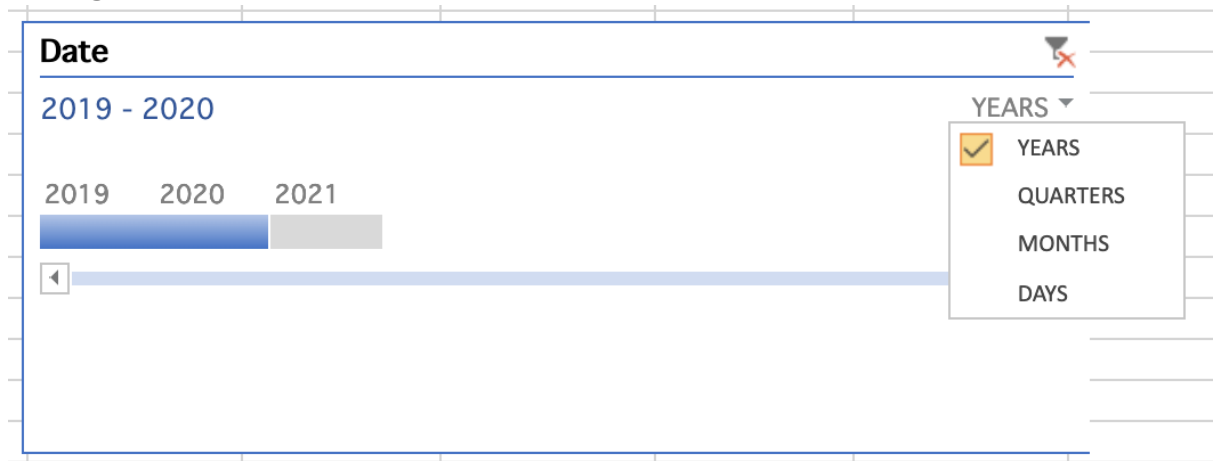 Date
2019 - 2020
YEARS
YEARS
QUARTERS
MONTHS
DAYS
2019 2020 2021